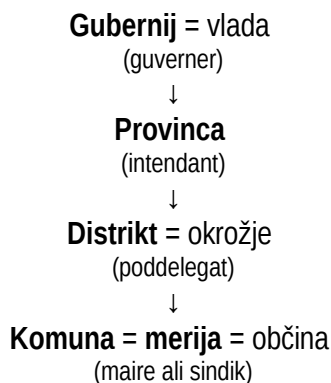 Gubernij = vlada
(guverner)
↓
Provinca
(intendant)
↓
Distrikt = okrožje
(poddelegat)
↓
Komuna = merija = občina
(maire ali sindik)